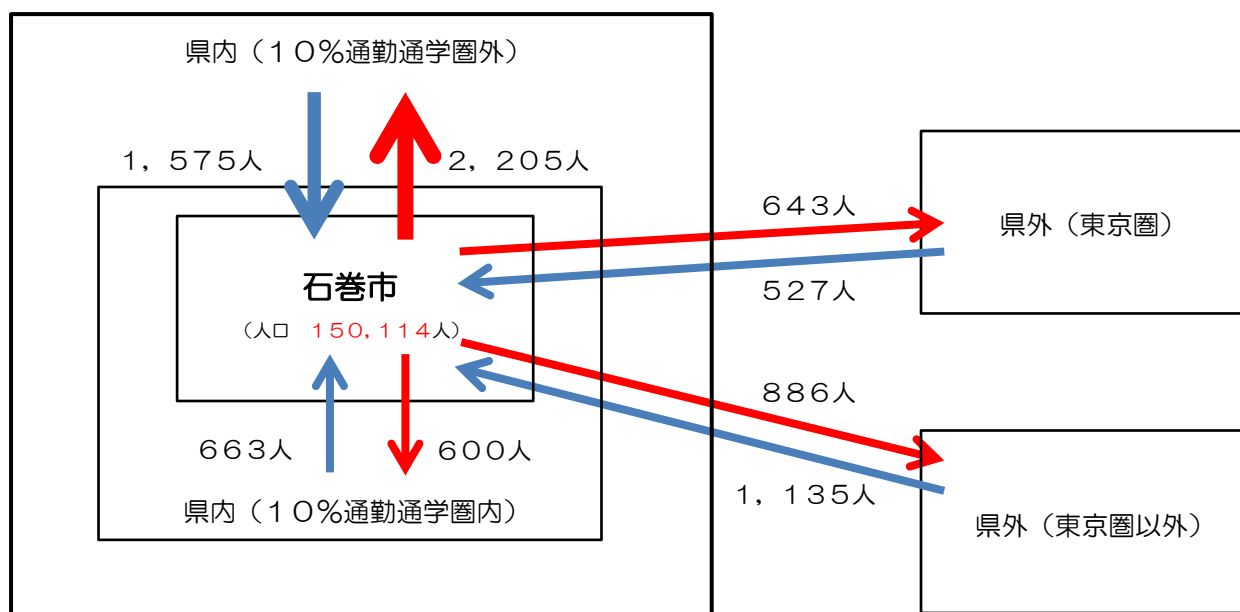 県内（１０％通勤通学圏外）
１，５７５人
２，２０５人
６４３人
県外（東京圏）
石巻市
５２７人
（人口　１５０，１１４人）
８８６人
６６３人
６００人
１，１３５人
県内（１０％通勤通学圏内）
県外（東京圏以外）